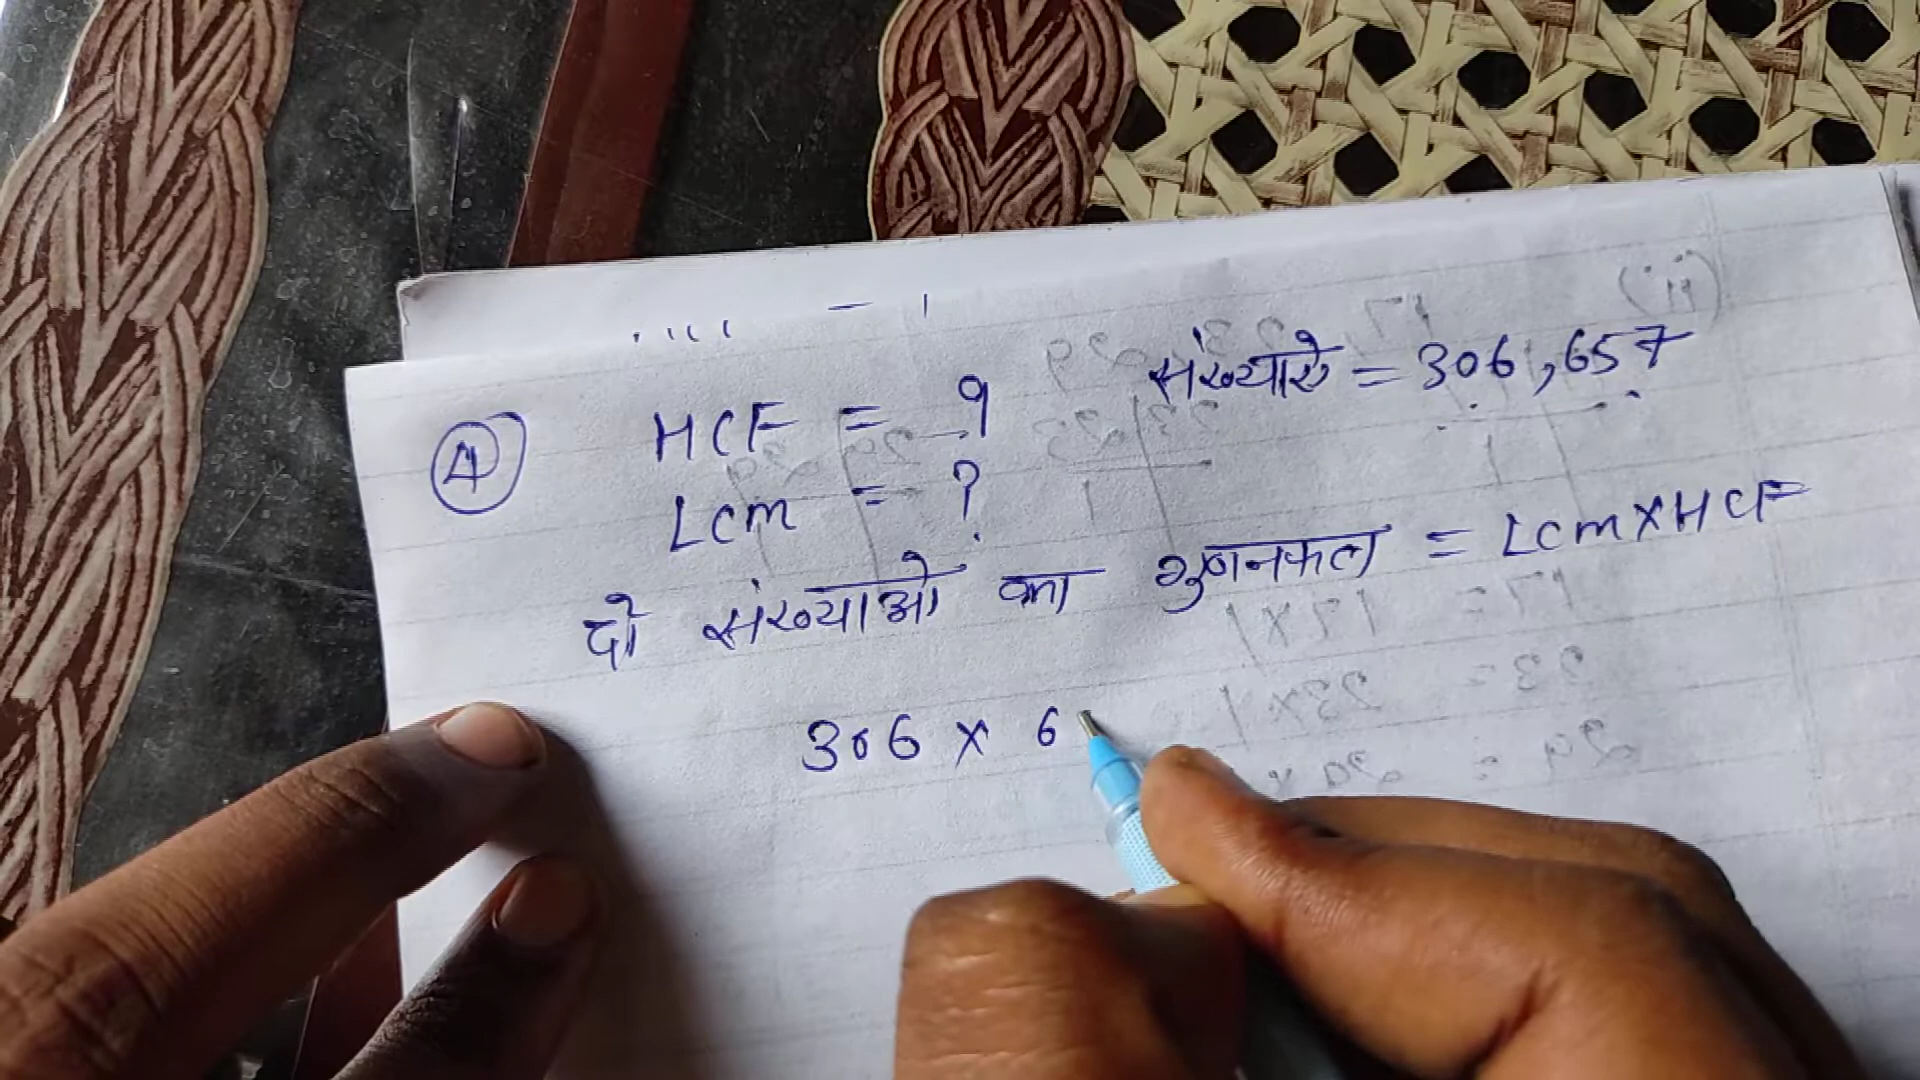 ④ HCF = 9 संख्याऐ = 306,657
Lcm = ?
दो संख्याओ का गुणनफल = Lcm×HCF
306 × 6